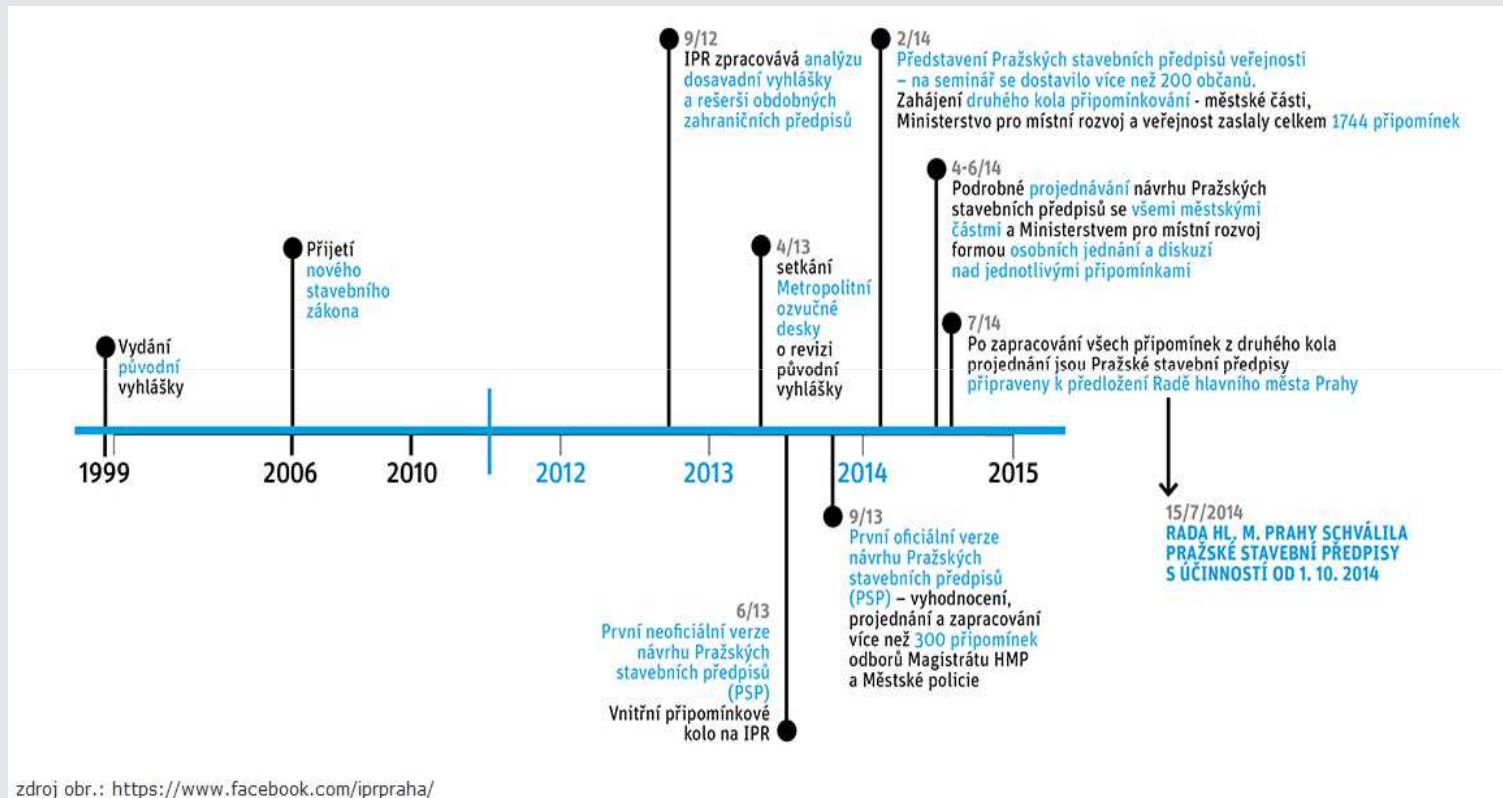 9/12
IPR zpracovává analýzu
dosavadní vyhlášky
a rešerši obdobných
zahraničních předpisů
2/14
Představení Pražských stavebních předpisů veřejnosti
– na seminář se dostavilo více než 200 občanů.
Zahájení druhého kola připomínkování - městské části,
Ministerstvo pro místní rozvoj a veřejnost zaslaly celkem 1744 připomínek
4-6/14
Podrobné projednávání návrhu Pražských
stavebních předpisů se všemi městskými
částmi a Ministerstvem pro místní rozvoj
formou osobních jednání a diskuzí
nad jednotlivými připomínkami
Přijetí
nového
stavebního
zákona
4/13
setkání
Metropolitní
ozvučné
desky
o revizi
původní
vyhlášky
7/14
Po zapracování všech připomínek z druhého kola
projednání jsou Pražské stavební předpisy
připraveny k předložení Radě hlavního města Prahy
Vydání
původní
vyhlášky
1999 2006 2010 2012 2013 2014 2015
9/13
První oficiální verze
návrhu Pražských
stavebních předpisů
(PSP) – vyhodnocení,
projednání a zapracování
více než 300 připomínek
odborů Magistrátu HMP
a Městské policie
15/7/2014
RADA HL. M. PRAHY SCHVÁLILA
PRAŽSKÉ STAVEBNÍ PŘEDPISY
S ÚČINNOSTÍ OD 1. 10. 2014
6/13
První neoficiální verze
návrhu Pražských
stavebních předpisů
(PSP)
Vnitřní připomínkové
kolo na IPR
zdroj obr.: https://www.facebook.com/iprpraha/